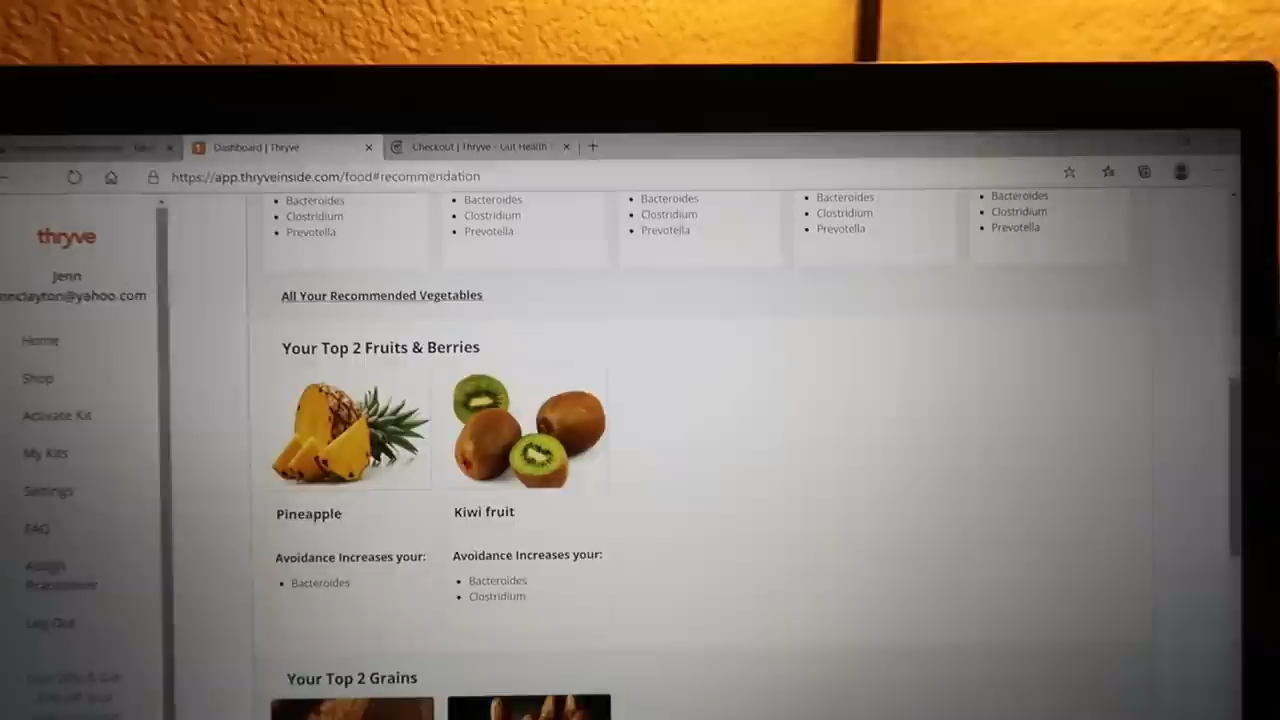 Dashboard | Thryve
Checkout | Thryve - Gut Health
https://app.thryveinside.com/food#recommendation
thryve
Jenn
nnclayton@yahoo.com
Home
Shop
Activate Kit
My Kits
Settings
FAQ
Assign
Practitioner
Log Out
Bacteroides
Clostridium
Prevotella
Bacteroides
Clostridium
Prevotella
Bacteroides
Clostridium
Prevotella
Bacteroides
Clostridium
Prevotella
Bacteroides
Clostridium
Prevotella
All Your Recommended Vegetables
Your Top 2 Fruits & Berries
Pineapple
Avoidance Increases your:
Bacteroides
Kiwi fruit
Avoidance Increases your:
Bacteroides
Clostridium
Your Top 2 Grains